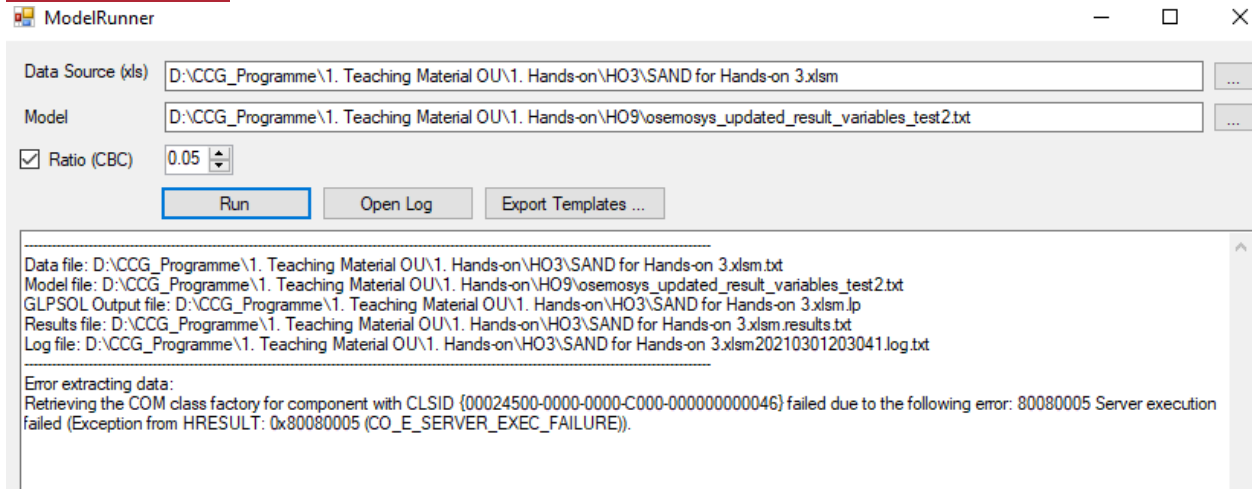 ModelRunner
Data Source (xls) D:\CCG_Programme\1. Teaching Material OU\1. Hands-on\HO3\SAND for Hands-on 3.xlsm ...
Model D:\CCG_Programme\1. Teaching Material OU\1. Hands-on\HO9\osemosys_updated_result_variables_test2.txt ...
Ratio (CBC) 0.05
Run Open Log Export Templates ...
Data file: D:\CCG_Programme\1. Teaching Material OU\1. Hands-on\HO3\SAND for Hands-on 3.xlsm.txt
Model file: D:\CCG_Programme\1. Teaching Material OU\1. Hands-on\HO9\osemosys_updated_result_variables_test2.txt
GLPSOL Output file: D:\CCG_Programme\1. Teaching Material OU\1. Hands-on\HO3\SAND for Hands-on 3.xlsm.lp
Results file: D:\CCG_Programme\1. Teaching Material OU\1. Hands-on\HO3\SAND for Hands-on 3.xlsm.results.txt
Log file: D:\CCG_Programme\1. Teaching Material OU\1. Hands-on\HO3\SAND for Hands-on 3.xlsm20210301203041.log.txt
Error extracting data:
Retrieving the COM class factory for component with CLSID {00024500-0000-0000-C000-000000000046} failed due to the following error: 80080005 Server execution
failed (Exception from HRESULT: 0x80080005 (CO_E_SERVER_EXEC_FAILURE)).